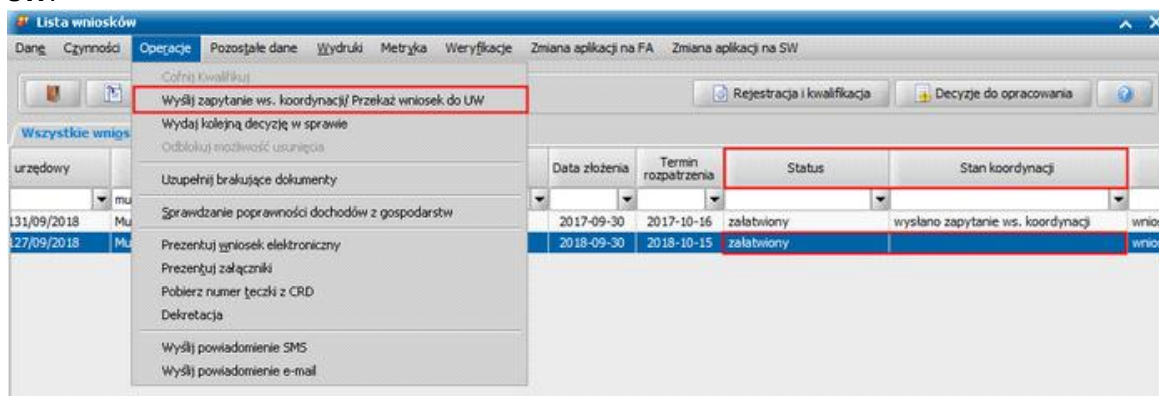 Lista wniosków
Dane Czynności Operacje Pozostałe dane Wydruki Metryka Weryfikacje Zmiana aplikacji na FA Zmiana aplikacji na SW
Cofnij Kwalifikuj
Wyślij zapytanie ws. koordynacji/ Przekaż wniosek do UW
Rejestracja i kwalifikacja Decyzje do opracowania
Wydaj kolejną decyzję w sprawie
Wszystkie wnios
Odblokuj możliwość usunięcia
urzędowy Data złożenia Termin rozpatrzenia Status Stan koordynacji
Uzupełnij brakujące dokumenty
mu
Sprawdzanie poprawności dochodów z gospodarstw
131/09/2018 Mu 2017-09-30 2017-10-16 załatwiony wysłano zapytanie ws. koordynacji wnios
127/09/2018 Mu 2018-09-30 2018-10-15 załatwiony wnios
Prezentuj wniosek elektroniczny
Prezentuj załączniki
Pobierz numer teczki z CRD
Dekretacja
Wyślij powiadomienie SMS
Wyślij powiadomienie e-mail